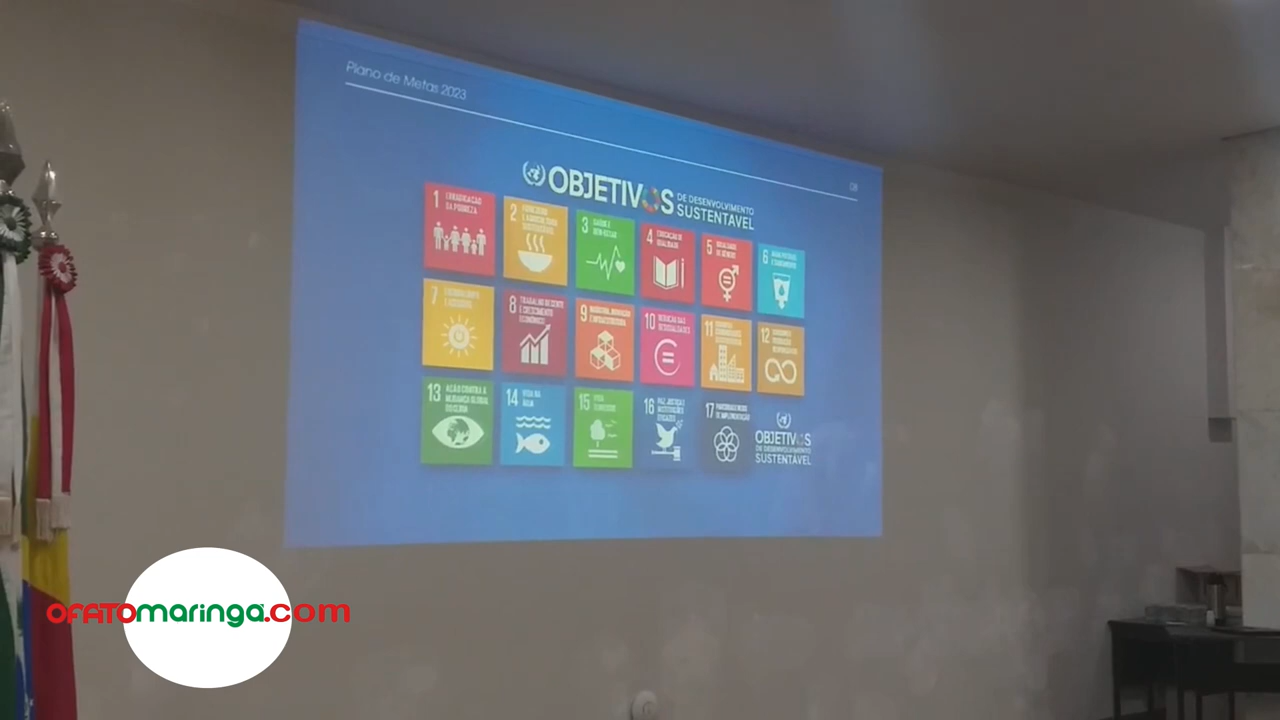 Plano de Metas 2023
08
OBJETIVOS
DE DESENVOLVIMENTO
SUSTENTÁVEL
1 ERRADICAÇÃO
DA POBREZA
2
3 SAÚDE E
BEM-ESTAR
4 EDUCAÇÃO DE
QUALIDADE
5 IGUALDADE
DE GÊNERO
6
7
8 TRABALHO DECENTE
E CRESCIMENTO
ECONÔMICO
9 INDÚSTRIA, INOVAÇÃO
E INFRAESTRUTURA
10 REDUÇÃO DAS
DESIGUALDADES
11
12
13 AÇÃO CONTRA A
MUDANÇA GLOBAL
DO CLIMA
14 VIDA NA
ÁGUA
15 VIDA
TERRESTRE
16 PAZ, JUSTIÇA E
INSTITUIÇÕES
EFICAZES
17 PARCERIAS E MEIOS
DE IMPLEMENTAÇÃO
OBJETIVOS
DE DESENVOLVIMENTO
SUSTENTÁVEL
OFATOmaringá.com